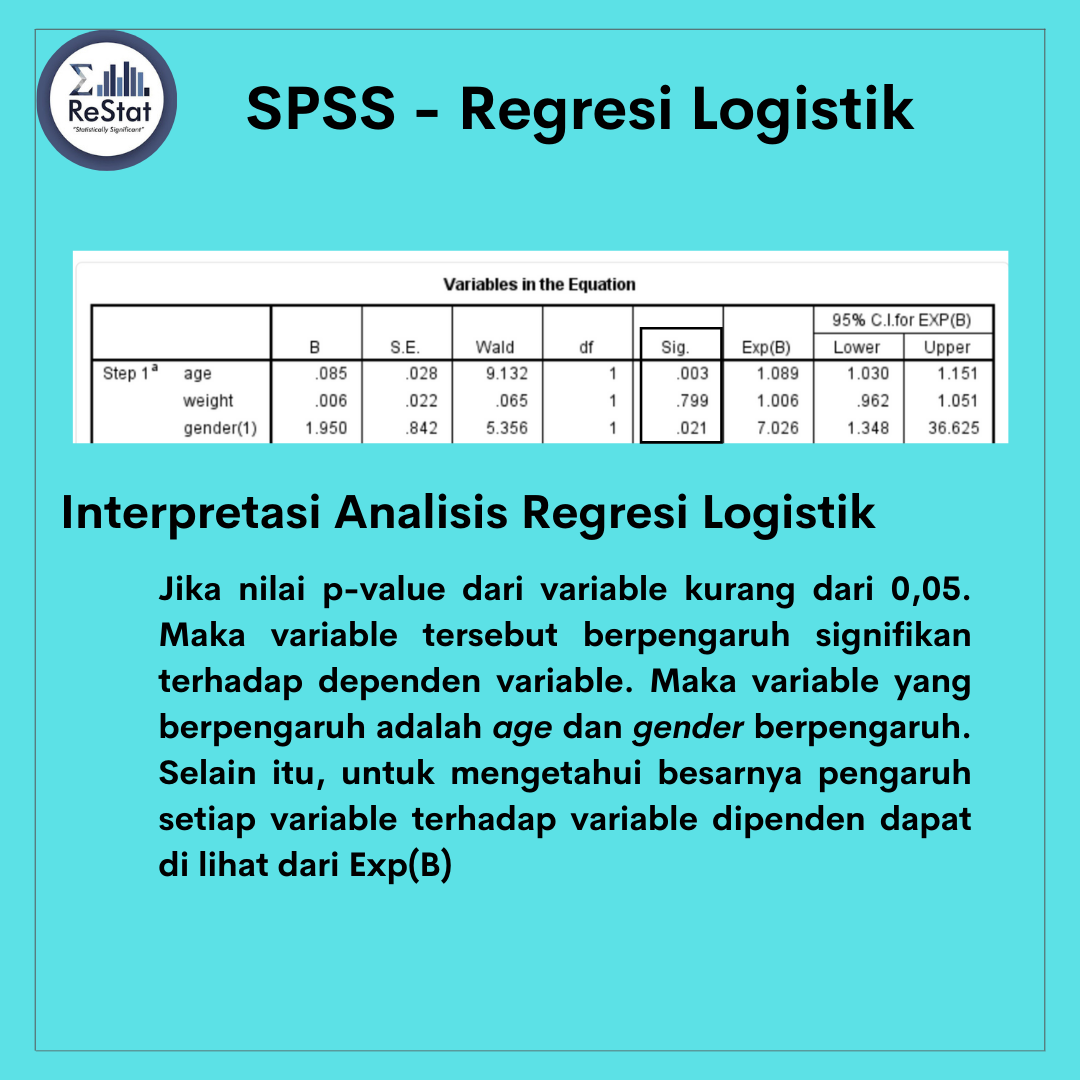 Σ
ReStat
"Statistically Significant"
SPSS - Regresi Logistik
Variables in the Equation
95% C.I.for EXP(B)
B S.E. Wald df Sig. Exp(B) Lower Upper
Step 1a age .085 .028 9.132 1 .003 1.089 1.030 1.151
weight .006 .022 .065 1 .799 1.006 .962 1.051
gender(1) 1.950 .842 5.356 1 .021 7.026 1.348 36.625
Interpretasi Analisis Regresi Logistik
Jika nilai p-value dari variable kurang dari 0,05.
Maka variable tersebut berpengaruh signifikan
terhadap dependen variable. Maka variable yang
berpengaruh adalah age dan gender berpengaruh.
Selain itu, untuk mengetahui besarnya pengaruh
setiap variable terhadap variable dipenden dapat
di lihat dari Exp(B)